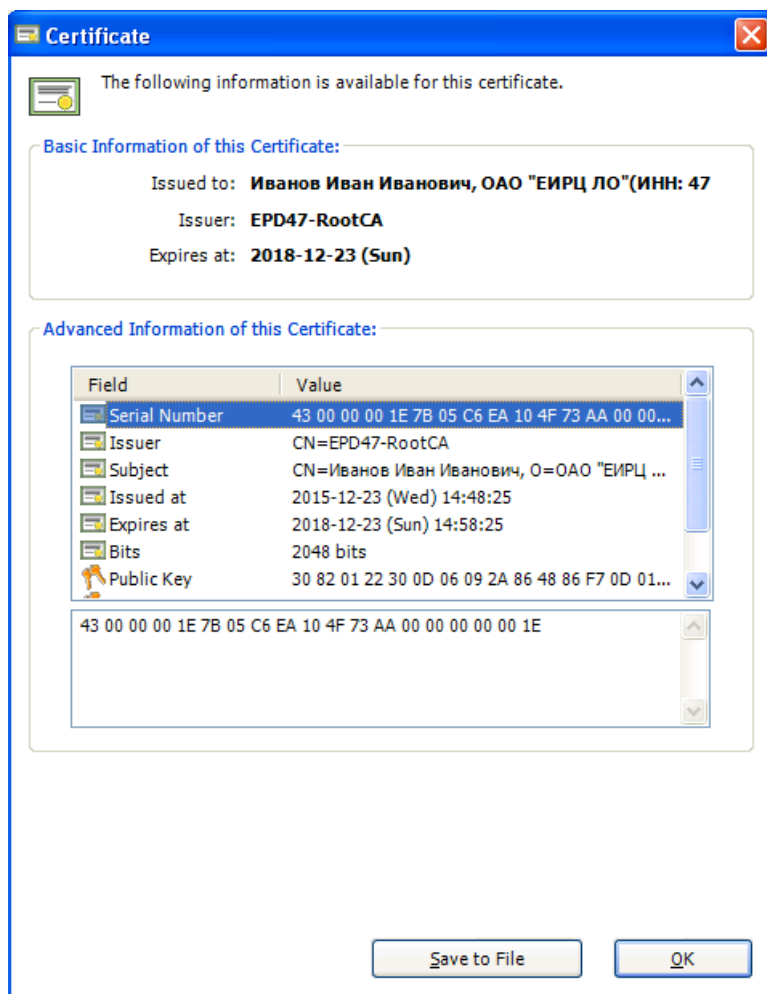 Certificate
The following information is available for this certificate.
Basic Information of this Certificate:
Issued to: Иванов Иван Иванович, ОАО "ЕИРЦ ЛО"(ИНН: 47
Issuer: EPD47-RootCA
Expires at: 2018-12-23 (Sun)
Advanced Information of this Certificate:
Field Value
Serial Number 43 00 00 00 1E 7B 05 C6 EA 10 4F 73 AA 00 00...
Issuer CN=EPD47-RootCA
Subject CN=Иванов Иван Иванович, O=ОАО "ЕИРЦ ...
Issued at 2015-12-23 (Wed) 14:48:25
Expires at 2018-12-23 (Sun) 14:58:25
Bits 2048 bits
Public Key 30 82 01 22 30 0D 06 09 2A 86 48 86 F7 0D 01...
43 00 00 00 1E 7B 05 C6 EA 10 4F 73 AA 00 00 00 00 00 1E
Save to File OK